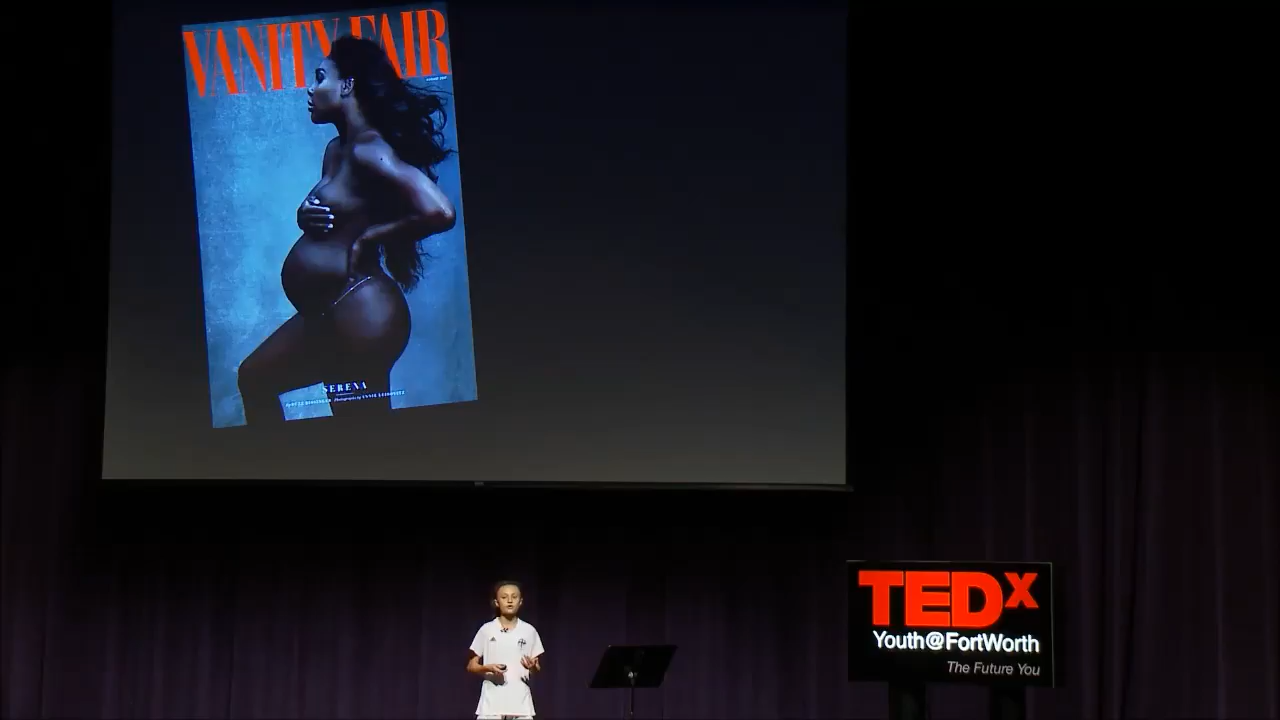 VANITY FAIR
SERENA
TEDx
Youth@FortWorth
The Future You